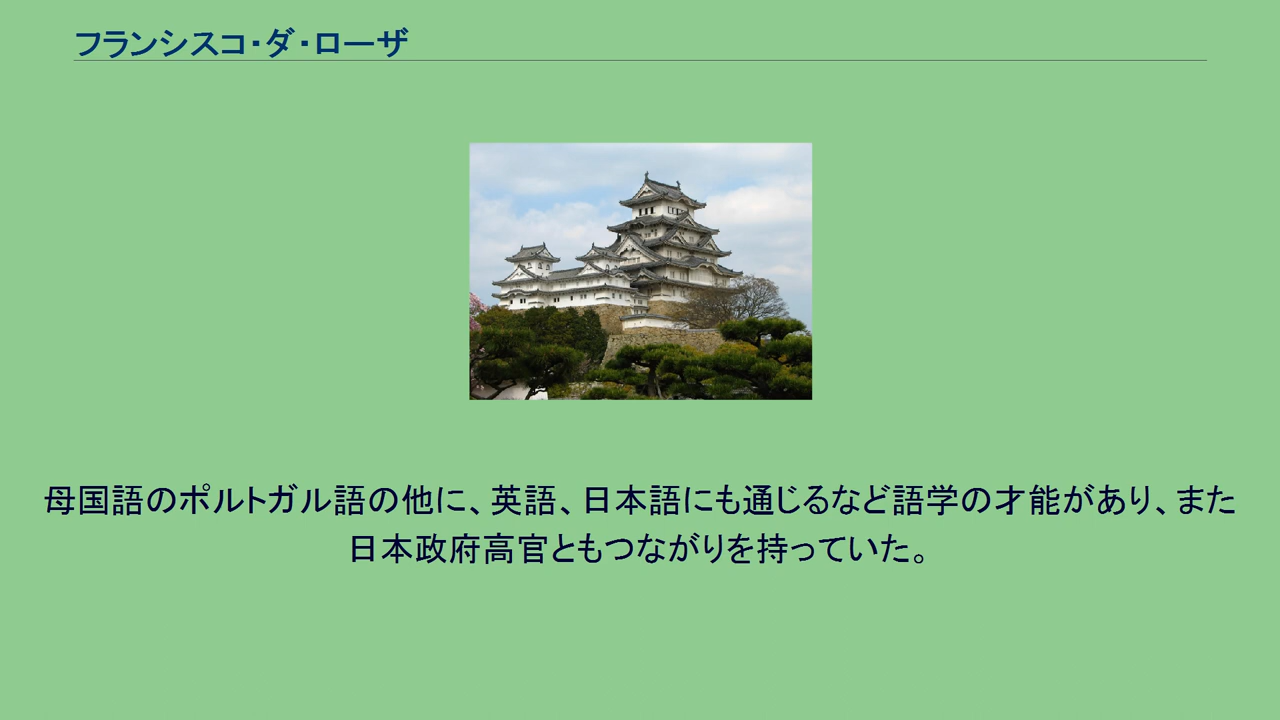 フランシスコ・ダ・ローザ
母国語のポルトガル語の他に、英語、日本語にも通じるなど語学の才能があり、また
日本政府高官ともつながりを持っていた。